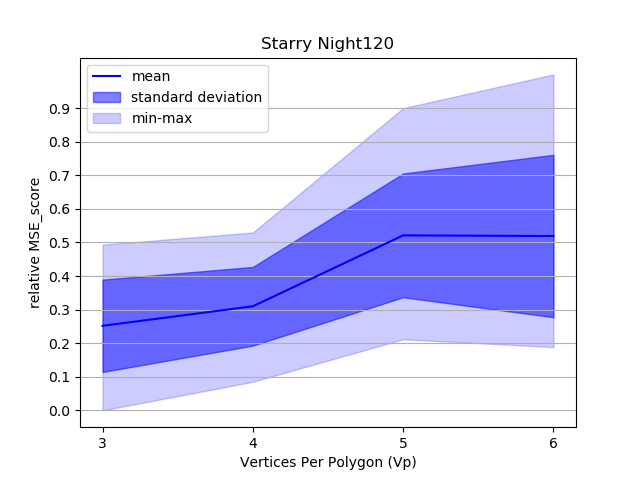 Starry Night120
mean
standard deviation
min-max
0.9
0.8
0.7
0.6
0.5
0.4
0.3
0.2
0.1
0.0
relative MSE_score
3 4 5 6
Vertices Per Polygon (Vp)